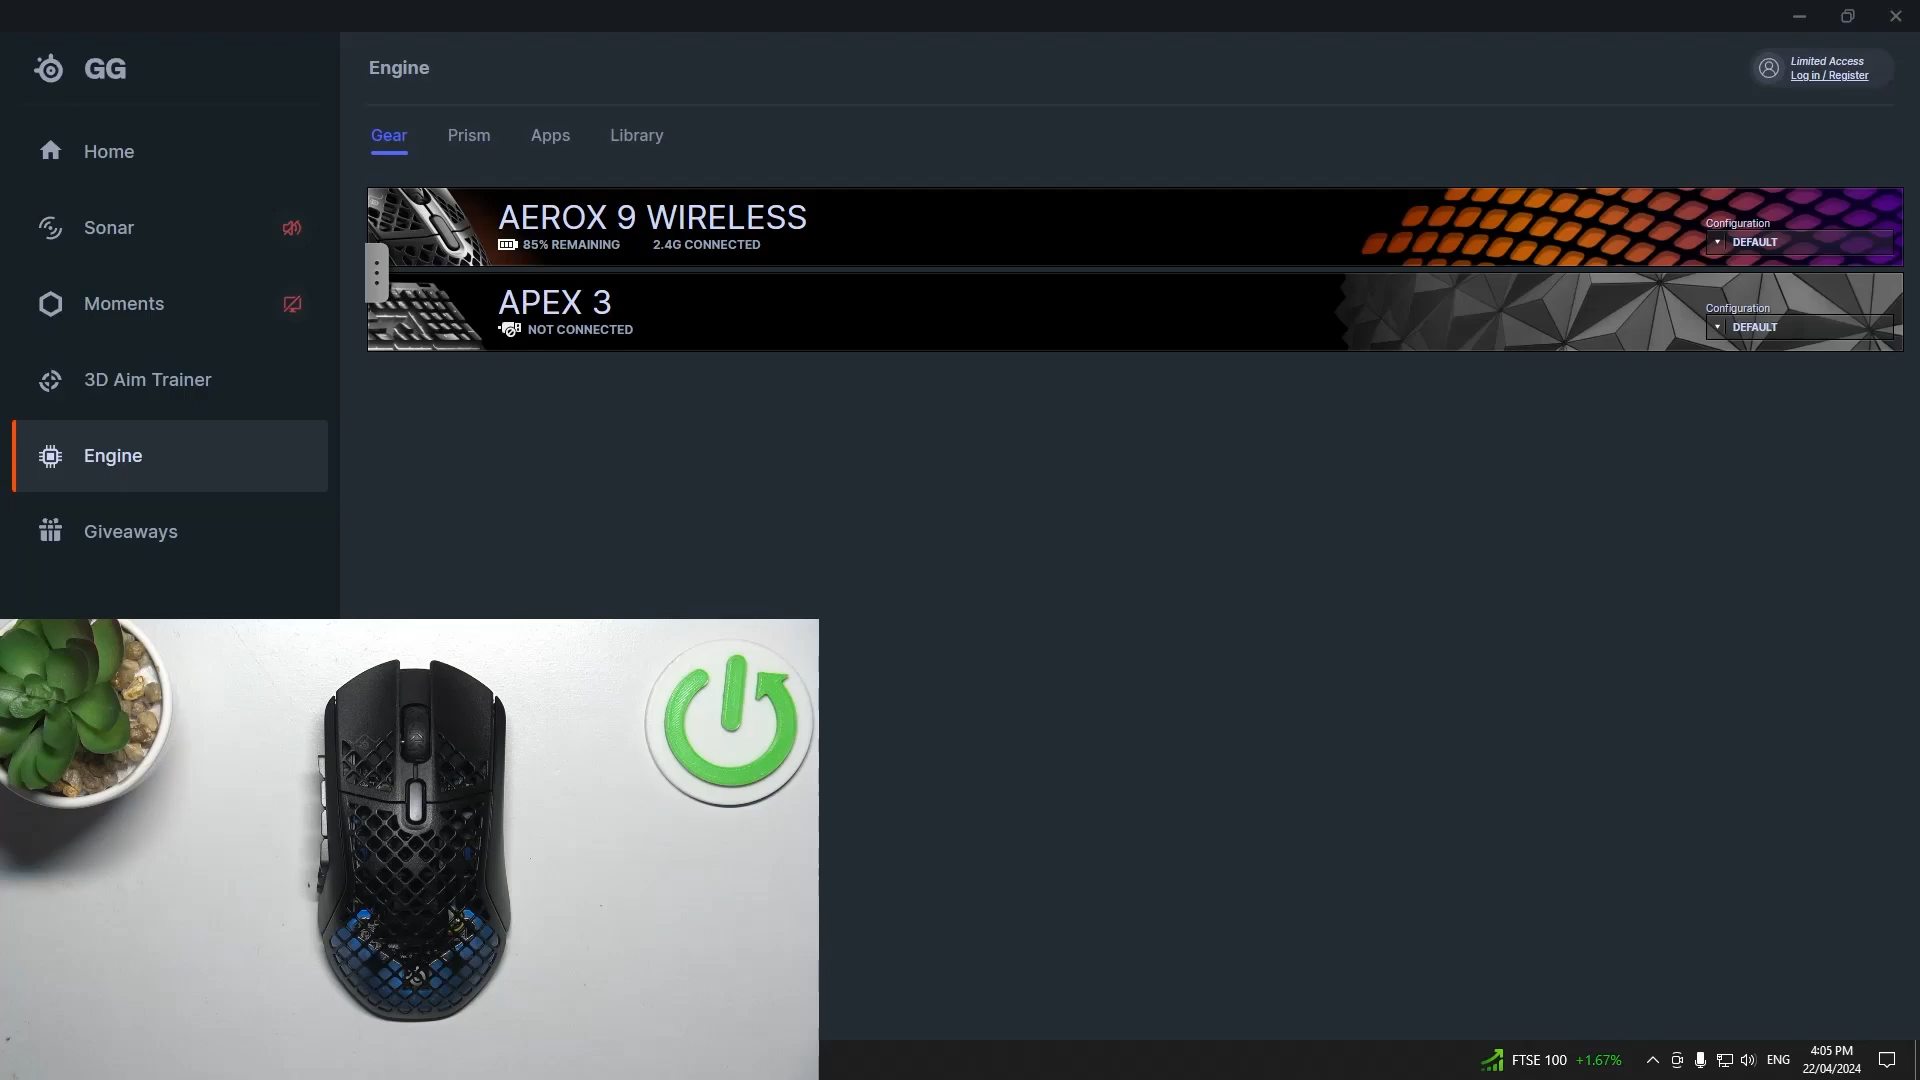 GG
Home
Sonar
Moments
3D Aim Trainer
Engine
Giveaways
Engine
Limited Access
Log in / Register
Gear Prism Apps Library
AEROX 9 WIRELESS
85% REMAINING 2.4G CONNECTED
Configuration
DEFAULT
APEX 3
NOT CONNECTED
Configuration
DEFAULT
FTSE 100 +1.67%
ENG
4:05 PM
22/04/2024